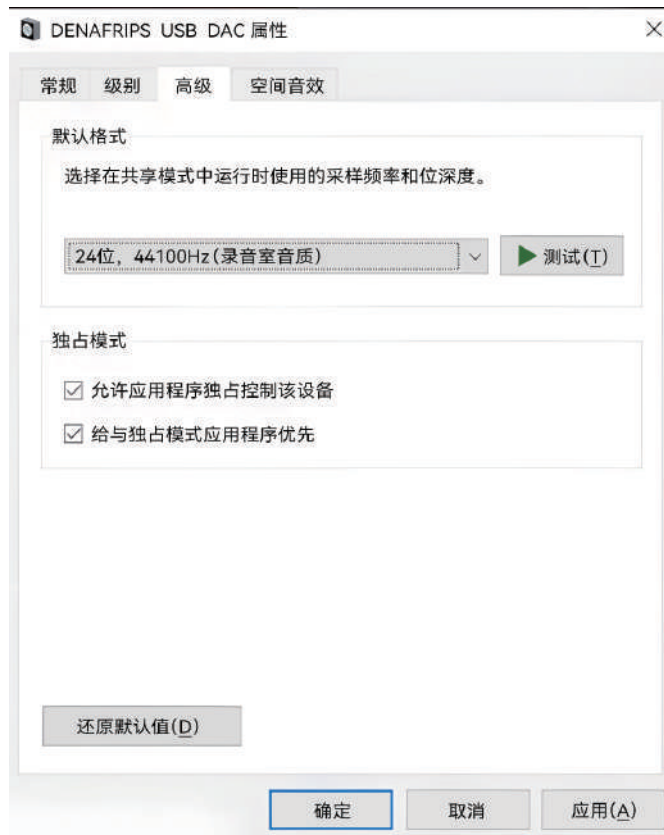 DENAFRIPS USB DAC 属性
常规 级别 高级 空间音效
默认格式
选择在共享模式中运行时使用的采样频率和位深度。
24位，44100Hz(录音室音质) 测试(T)
独占模式
允许应用程序独占控制该设备
给与独占模式应用程序优先
还原默认值(D)
确定 取消 应用(A)